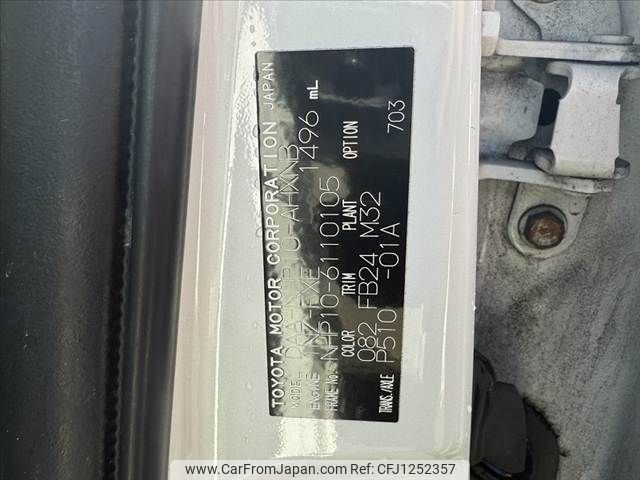 TOYOTA MOTOR CORPORATION JAPAN
MODEL DAA-NHP10-AHXNB
ENGINE 1NZ-FXE 1496 mL
FRAME No. NHP10-6110105
COLOR TRIM PLANT OPTION
082 FB24 M32 703
TRANS./AXLE P510 -01A
www.CarFromJapan.com CFJ1252357